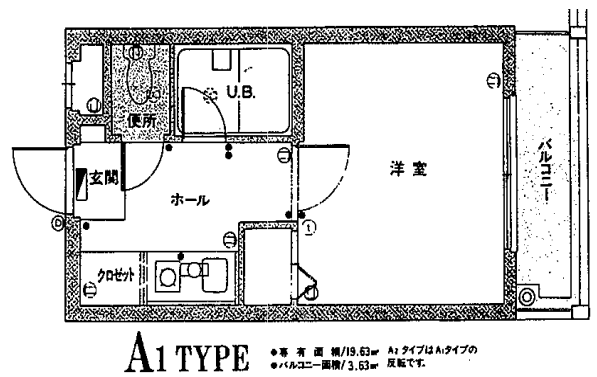 便所
U.B.
玄関
ホール
洋室
バルコニー
クロゼット
A1 TYPE
●専有面積/19.63㎡ A2タイプはA1タイプの
●バルコニー面積/3.63㎡ 反転です。